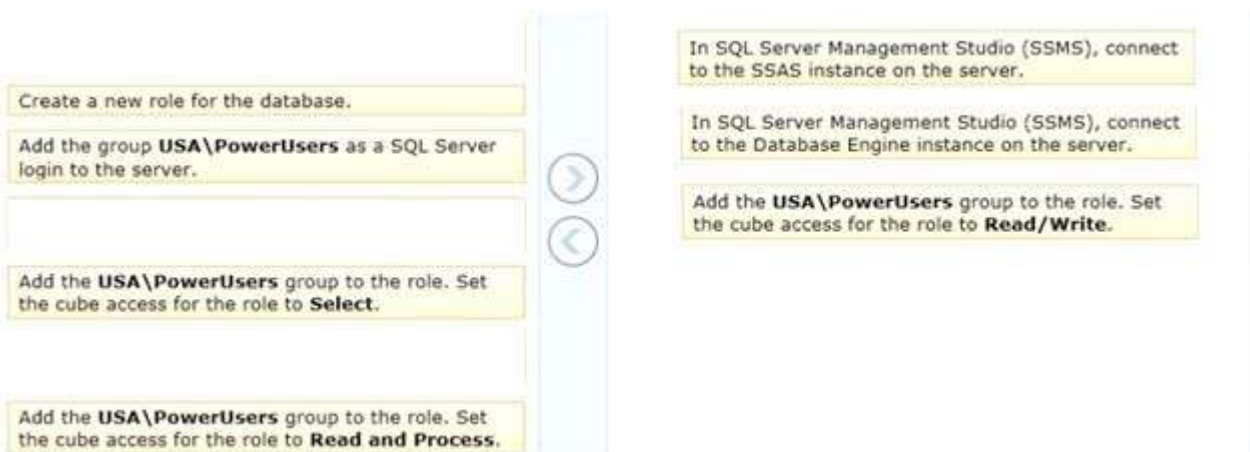 Create a new role for the database.
Add the group USA\PowerUsers as a SQL Server
login to the server.
Add the USA\PowerUsers group to the role. Set
the cube access for the role to Select.
Add the USA\PowerUsers group to the role. Set
the cube access for the role to Read and Process.
In SQL Server Management Studio (SSMS), connect
to the SSAS instance on the server.
In SQL Server Management Studio (SSMS), connect
to the Database Engine instance on the server.
Add the USA\PowerUsers group to the role. Set
the cube access for the role to Read/Write.